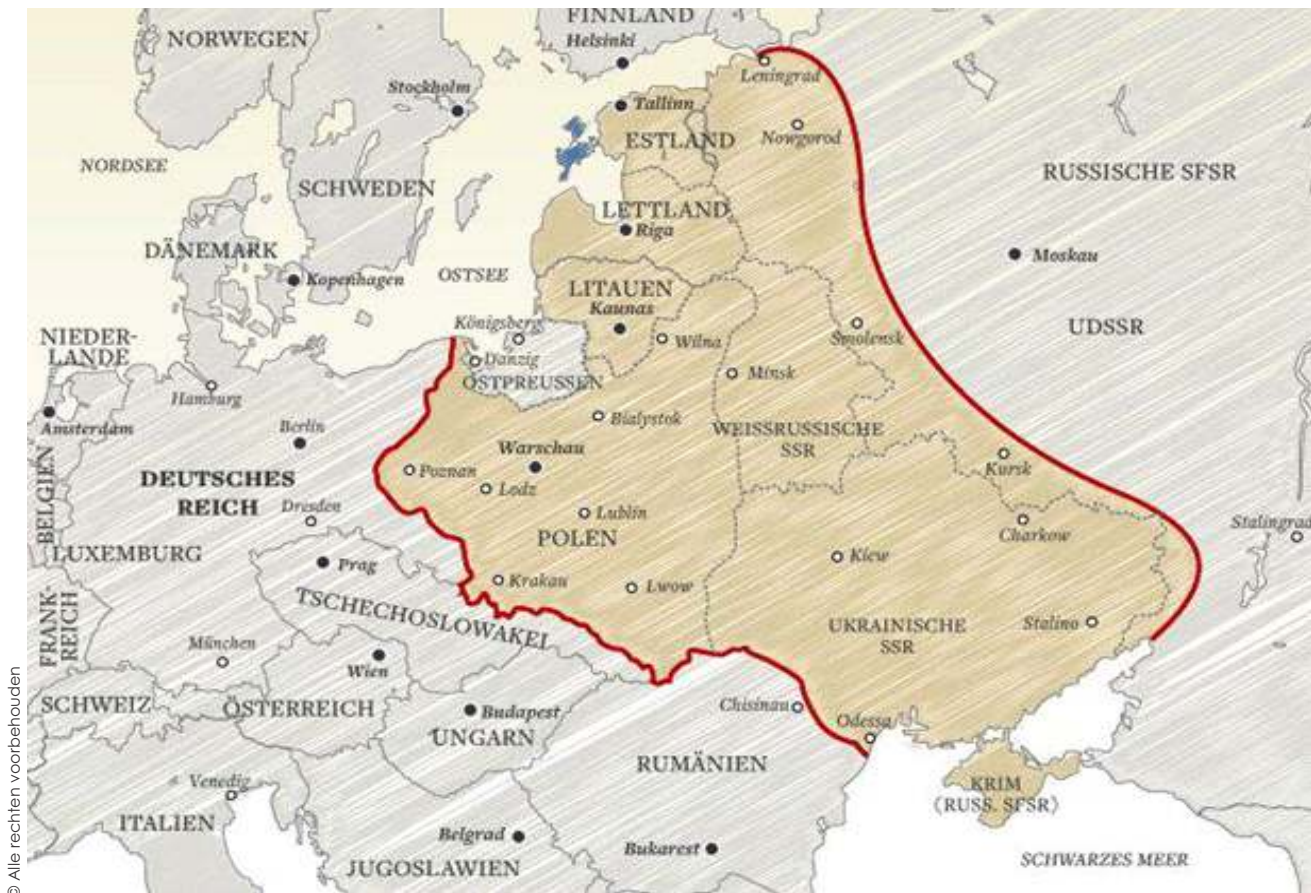 FINNLAND
NORWEGEN
Helsinki
Leningrad
Stockholm
Tallinn
ESTLAND
Nowgorod
NORDSEE
SCHWEDEN
RUSSISCHE SFSR
LETTLAND
Riga
DÄNEMARK
Moskau
Kopenhagen
OSTSEE
LITAUEN
Kaunas
Königsberg
NIEDER-
LANDE
Wilna
Smolensk
UDSSR
Danzig
OSTPREUSSEN
Minsk
Hamburg
Amsterdam
Berlin
Bialystok
WEISSRUSSISCHE
SSR
Warschau
Kursk
DEUTSCHES
REICH
Poznan
Lodz
BELGIEN
Dresden
Lublin
Charkow
Stalingrad
POLEN
LUXEMBURG
Prag
Kiew
Krakau
Lwow
TSCHECHOSLOWAKEI
FRANK-
REICH
UKRAINISCHE
SSR
Stalino
München
Wien
SCHWEIZ
ÖSTERREICH
Budapest
UNGARN
Chisinau
Odessa
RUMÄNIEN
Venedig
KRIM
(RUSS. SFSR)
ITALIEN
Belgrad
Bukarest
JUGOSLAWIEN
SCHWARZES MEER
© Alle rechten voorbehouden